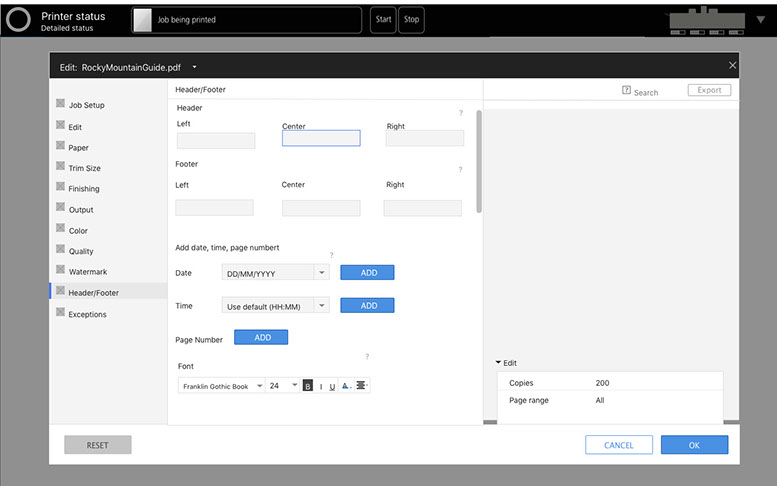 Printer status
Detailed status
Job being printed
Start
Stop
Edit: RockyMountainGuide.pdf
Job Setup
Edit
Paper
Trim Size
Finishing
Output
Color
Quality
Watermark
Header/Footer
Exceptions
Header/Footer
? Search
Export
Header
?
Left
Center
Right
Footer
?
Left
Center
Right
Add date, time, page numbert
?
Date
DD/MM/YYYY
ADD
Time
Use default (HH:MM)
ADD
Page Number
ADD
?
Font
Franklin Gothic Book
24
B I U A
Edit
Copies 200
Page range All
RESET
CANCEL
OK